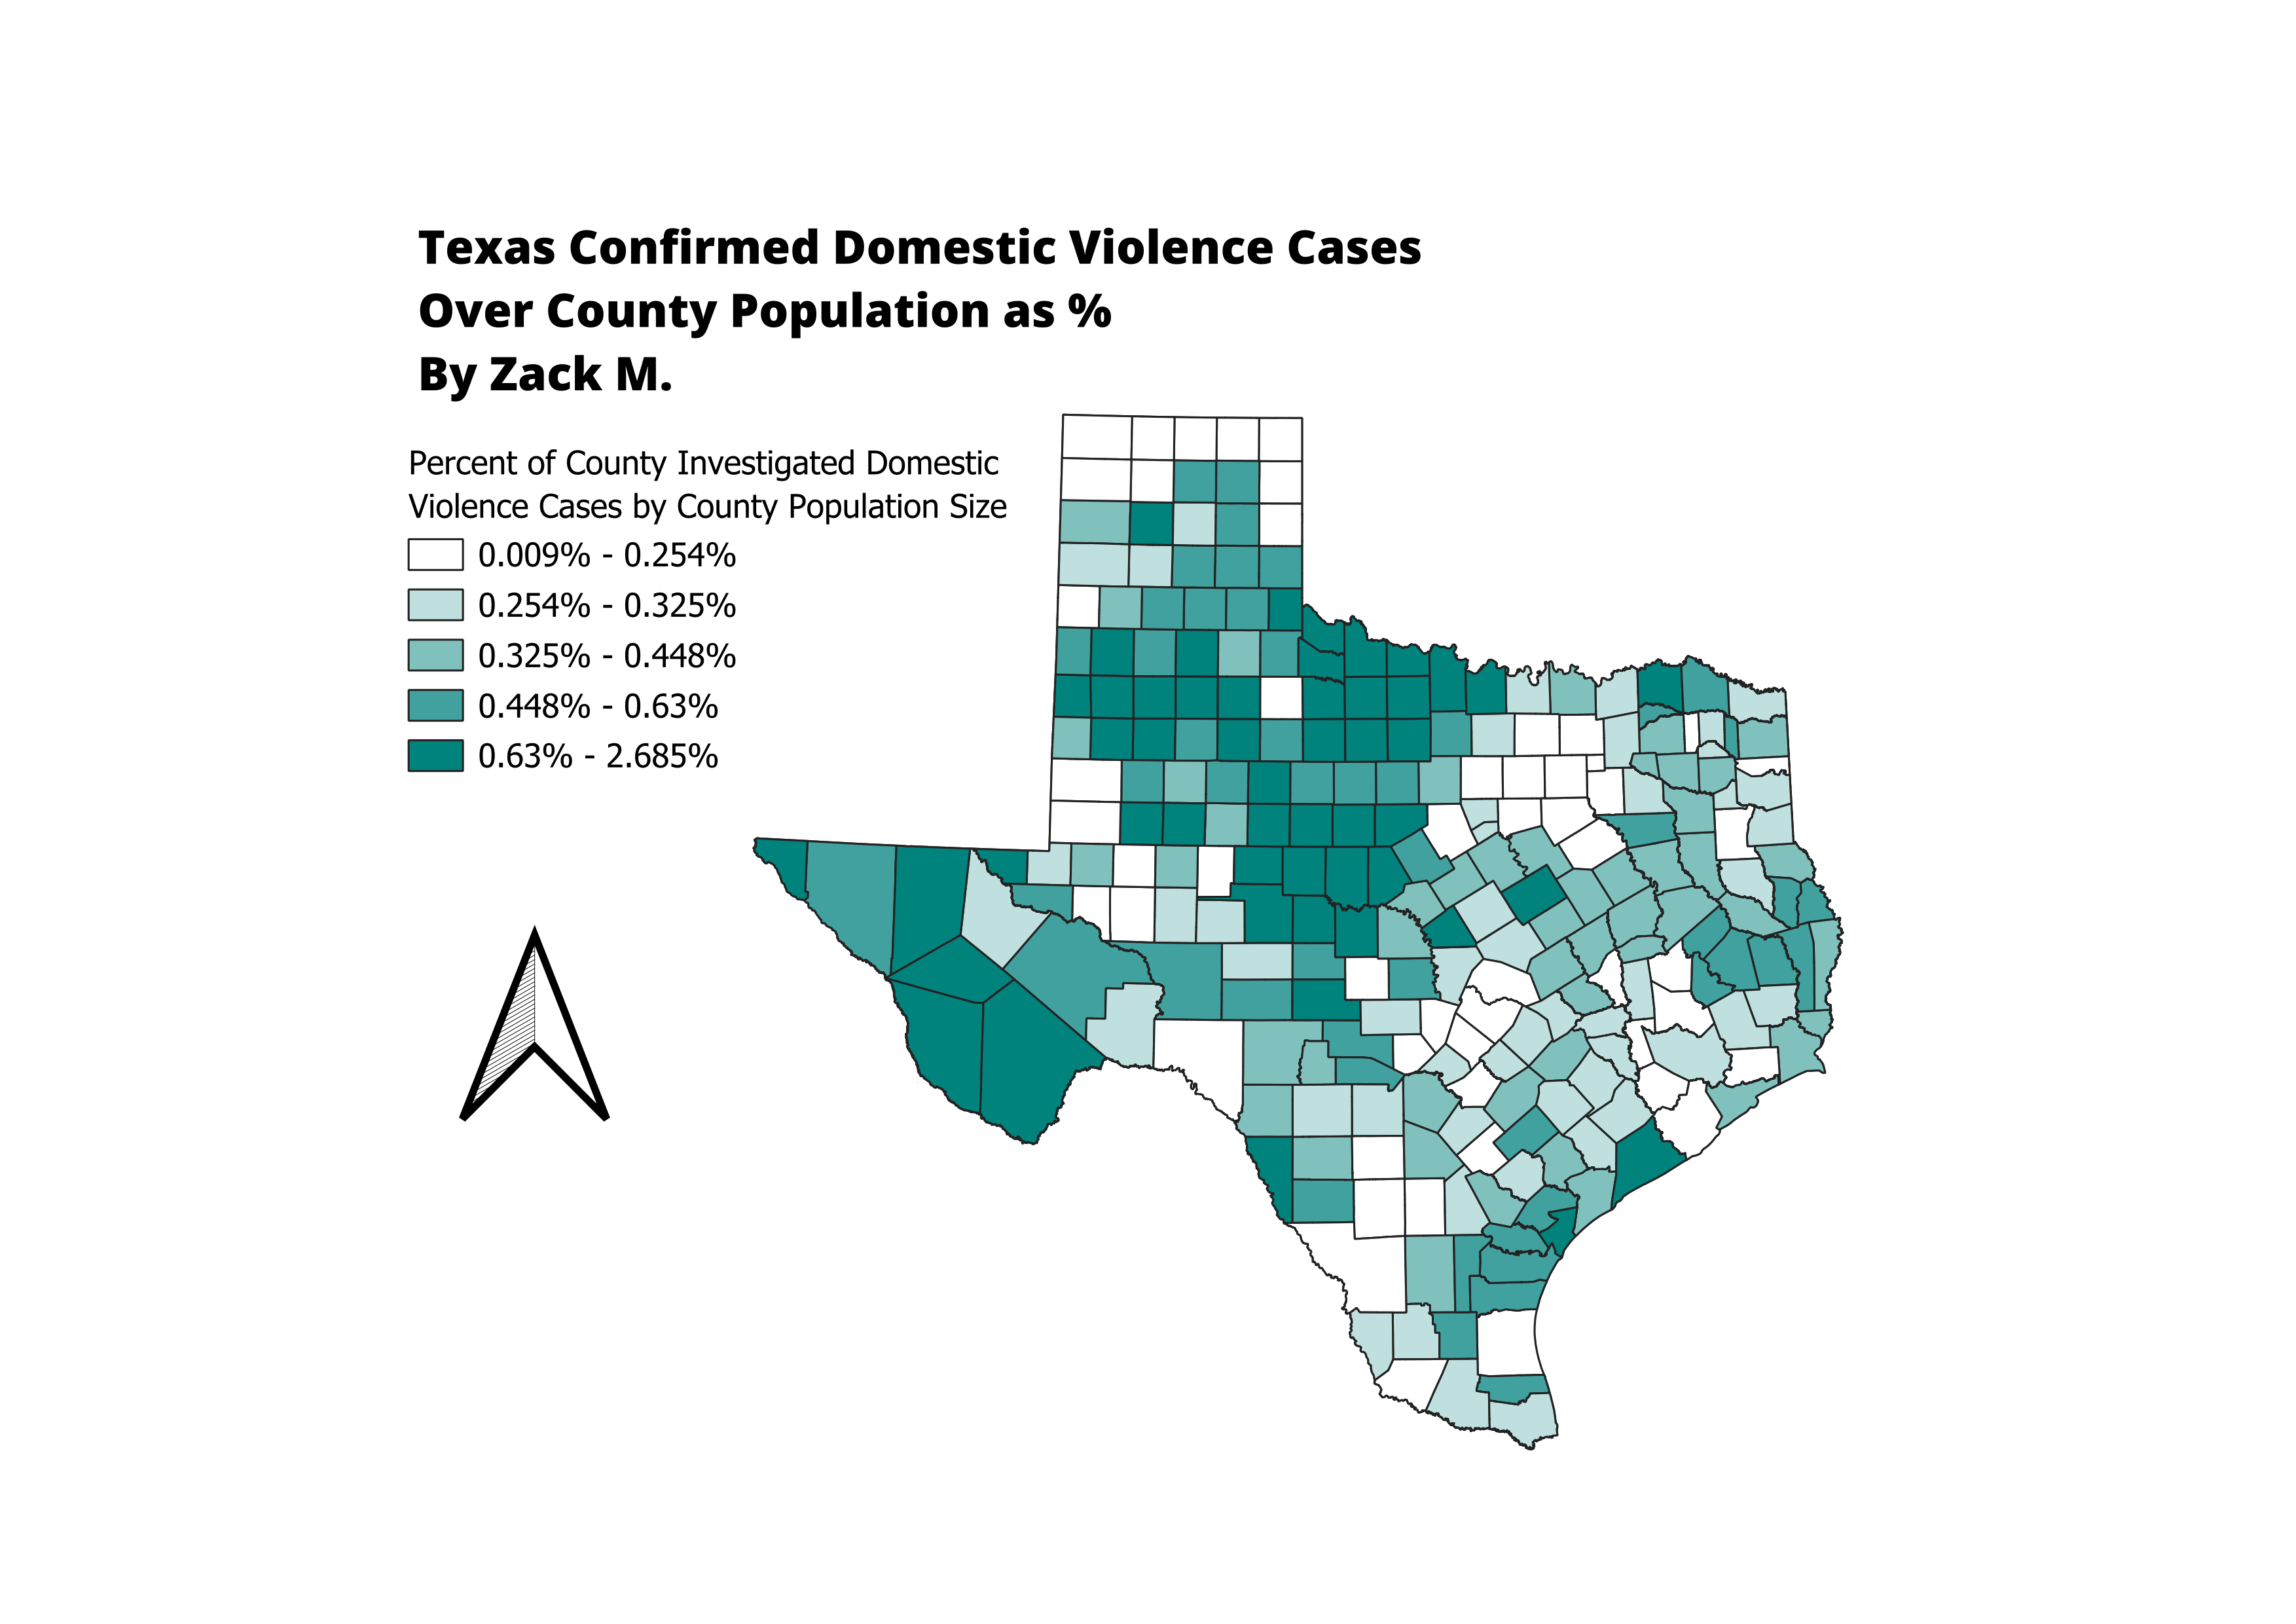 Texas Confirmed Domestic Violence Cases
Over County Population as %
By Zack M.
Percent of County Investigated Domestic
Violence Cases by County Population Size
0.009% - 0.254%
0.254% - 0.325%
0.325% - 0.448%
0.448% - 0.63%
0.63% - 2.685%